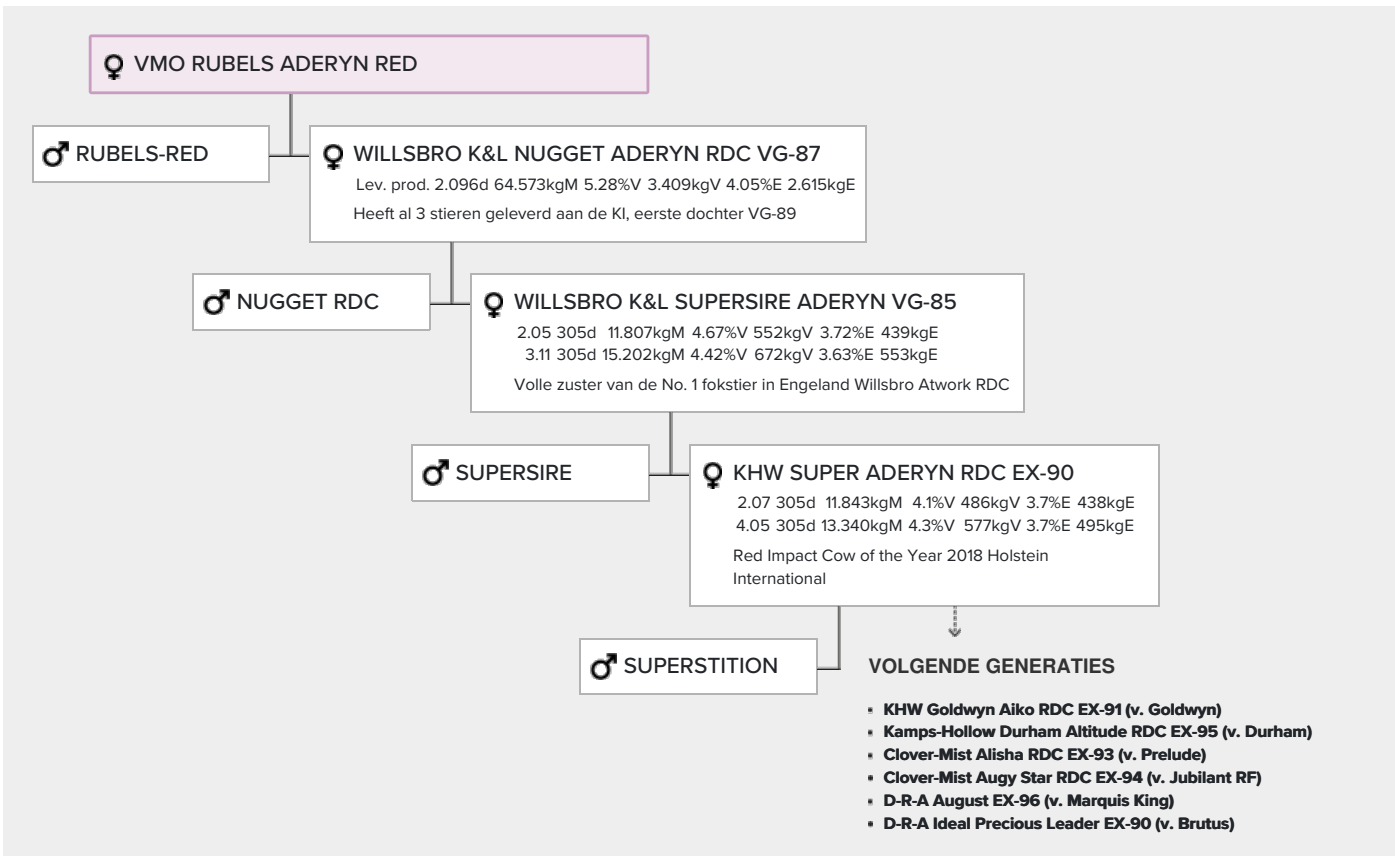 VMO RUBELS ADERYN RED
RUBELS-RED
WILLSBRO K&L NUGGET ADERYN RDC VG-87
Lev. prod. 2.096d 64.573kgM 5.28%V 3.409kgV 4.05%E 2.615kgE
Heeft al 3 stieren geleverd aan de KI, eerste dochter VG-89
NUGGET RDC
WILLSBRO K&L SUPERSIRE ADERYN VG-85
2.05 305d 11.807kgM 4.67%V 552kgV 3.72%E 439kgE
3.11 305d 15.202kgM 4.42%V 672kgV 3.63%E 553kgE
Volle zuster van de No. 1 fokstier in Engeland Willsbro Atwork RDC
SUPERSIRE
KHW SUPER ADERYN RDC EX-90
2.07 305d 11.843kgM 4.1%V 486kgV 3.7%E 438kgE
4.05 305d 13.340kgM 4.3%V 577kgV 3.7%E 495kgE
Red Impact Cow of the Year 2018 Holstein
International
SUPERSTITION
VOLGENDE GENERATIES
KHW Goldwyn Aiko RDC EX-91 (v. Goldwyn)
Kamps-Hollow Durham Altitude RDC EX-95 (v. Durham)
Clover-Mist Alisha RDC EX-93 (v. Prelude)
Clover-Mist Augy Star RDC EX-94 (v. Jubilant RF)
D-R-A August EX-96 (v. Marquis King)
D-R-A Ideal Precious Leader EX-90 (v. Brutus)